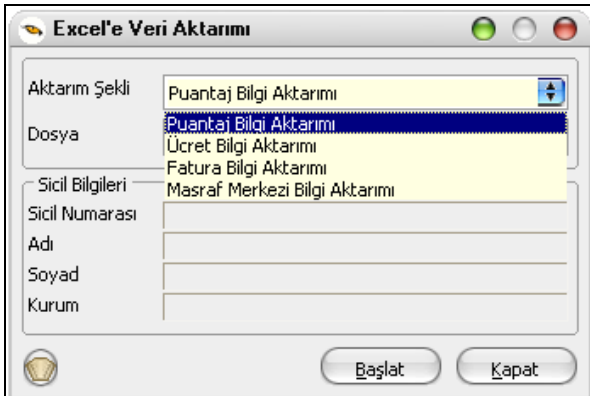 Excel'e Veri Aktarımı
Aktarım Şekli
Puantaj Bilgi Aktarımı
Dosya
Puantaj Bilgi Aktarımı
Ücret Bilgi Aktarımı
Fatura Bilgi Aktarımı
Masraf Merkezi Bilgi Aktarımı
Sicil Bilgileri
Sicil Numarası
Adı
Soyad
Kurum
Başlat
Kapat